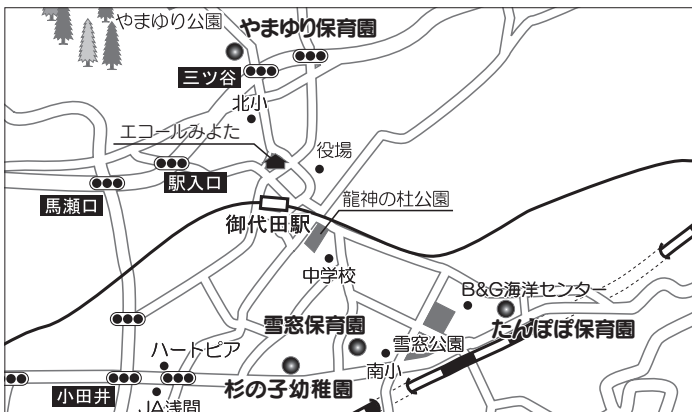 やまゆり公園
やまゆり保育園
三ツ谷
北小
エコールみよた
役場
駅入口
馬瀬口
龍神の杜公園
御代田駅
中学校
B&G海洋センター
たんぽぽ保育園
雪窓保育園
雪窓公園
ハートピア
南小
杉の子幼稚園
小田井
JA浅間